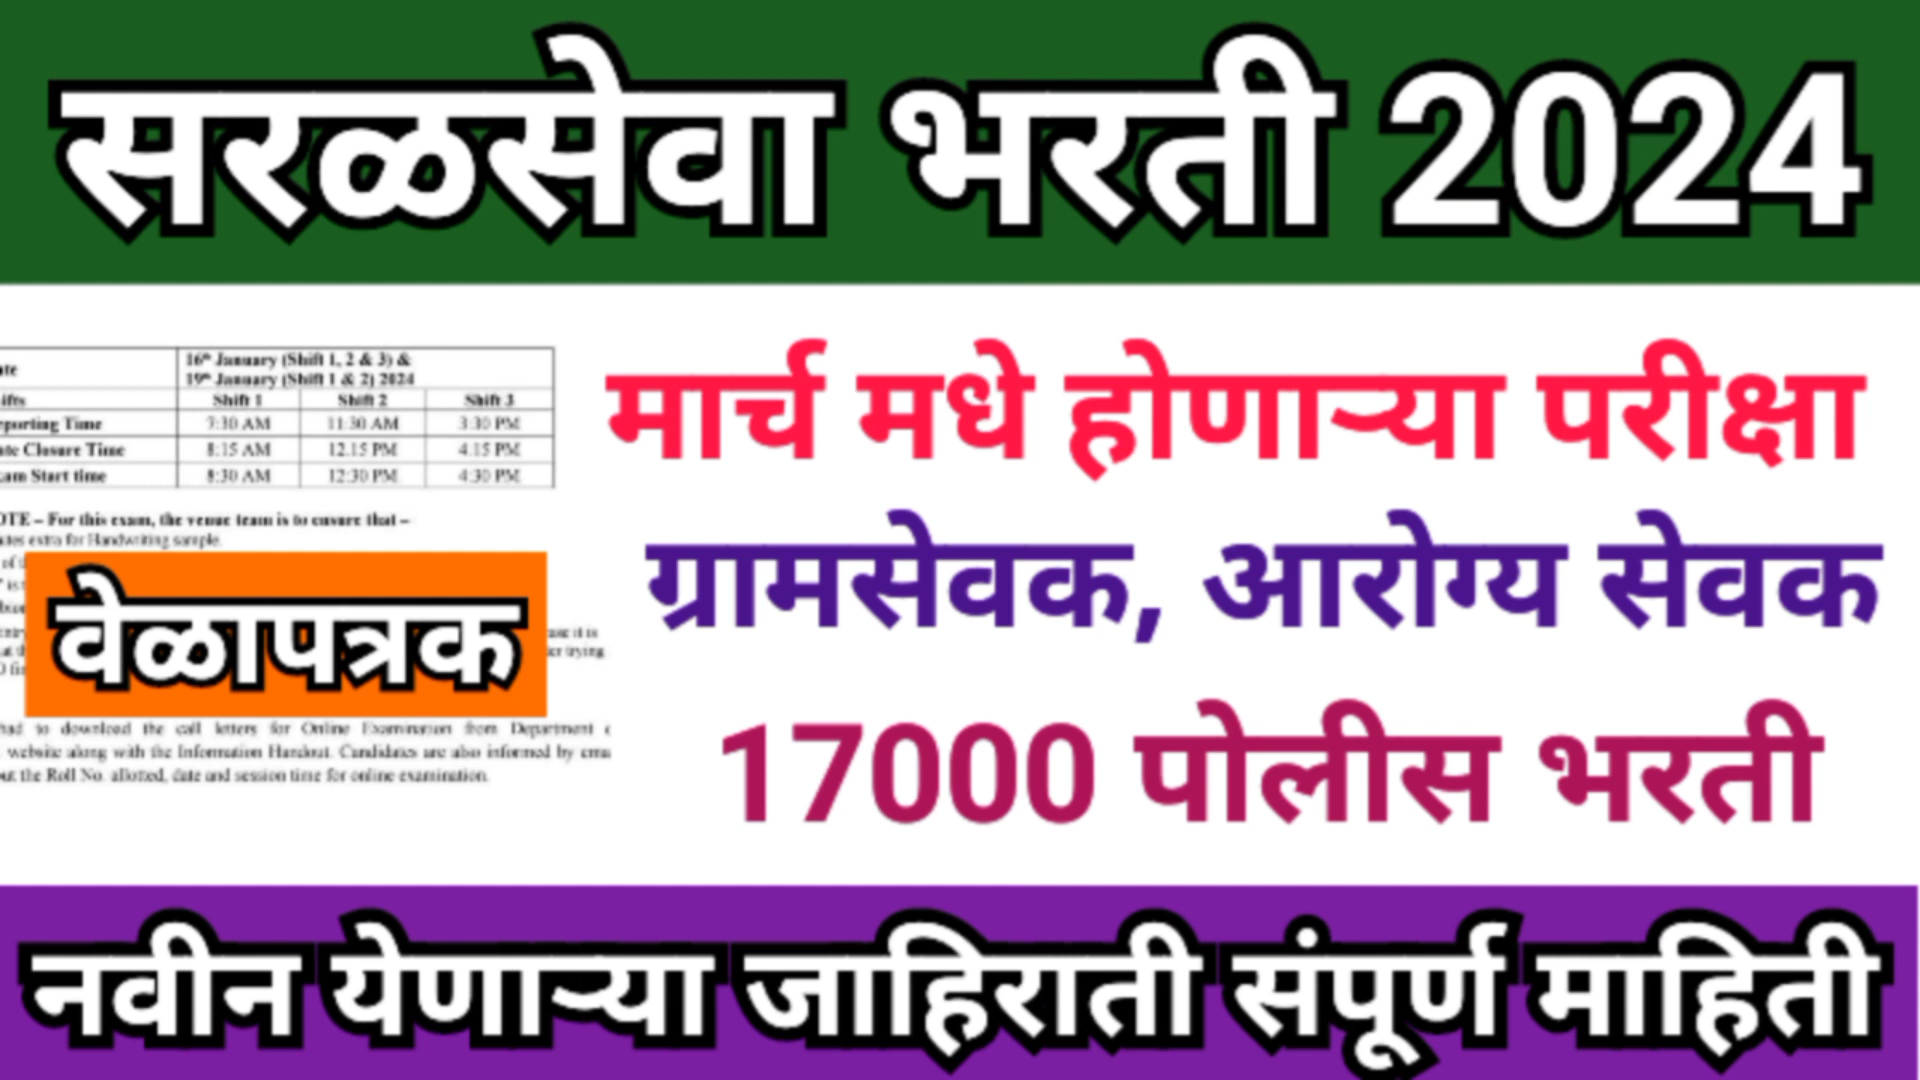 सरळसेवा भरती 2024
16th January (Shift 1, 2 & 3) &
19th January (Shift 1 & 2) 2024
Shift 1 Shift 2 Shift 3
porting Time 7:30 AM 11:30 AM 3:30 PM
Closure Time 8:15 AM 12.15 PM 4:15 PM
Start time 8:30 AM 12:30 PM 4:30 PM
OTE – For this exam, the venue team is to ensure that –
extra for Handwriting sample.
वेळापत्रक
had to download the call letters for Online Examination from Department
website along with the Information Handout. Candidates are also informed by
the Roll No. allotted, date and session time for online examination.
मार्च मधे होणाऱ्या परीक्षा
ग्रामसेवक, आरोग्य सेवक
17000 पोलीस भरती
नवीन येणाऱ्या जाहिराती संपूर्ण माहिती